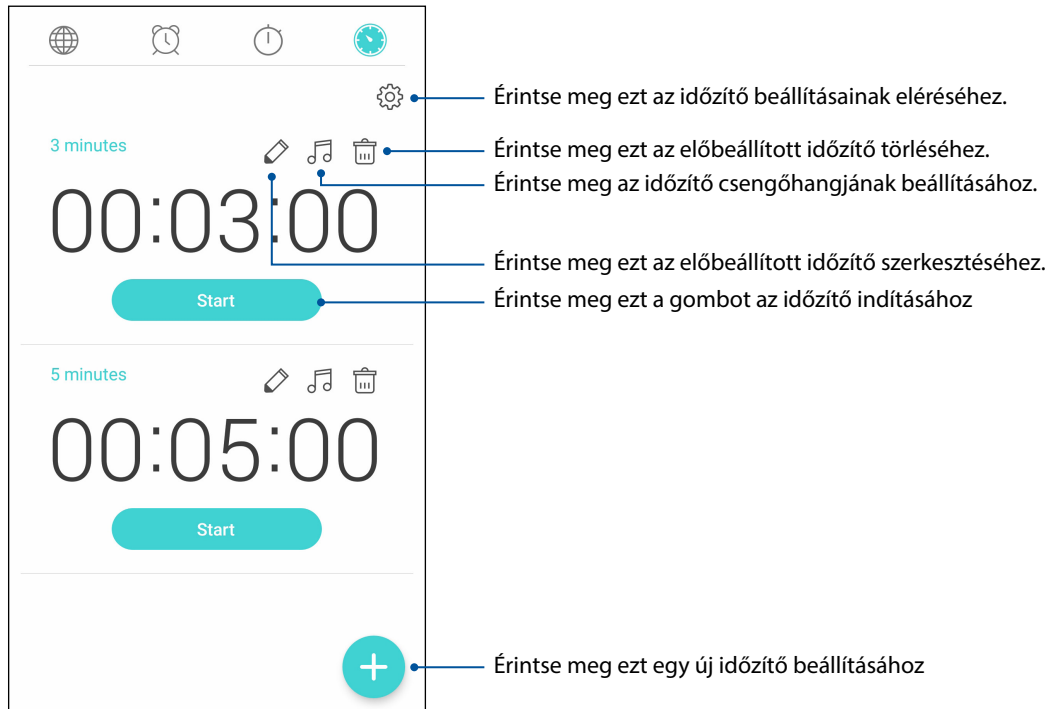 Érintse meg ezt az időzítő beállításainak eléréséhez.
3 minutes
Érintse meg ezt az előbeállított időzítő törléséhez.
Érintse meg az időzítő csengőhangjának beállításához.
00:03:00
Érintse meg ezt az előbeállított időzítő szerkesztéséhez.
Start
Érintse meg ezt a gombot az időzítő indításához
5 minutes
00:05:00
Start
Érintse meg ezt egy új időzítő beállításához